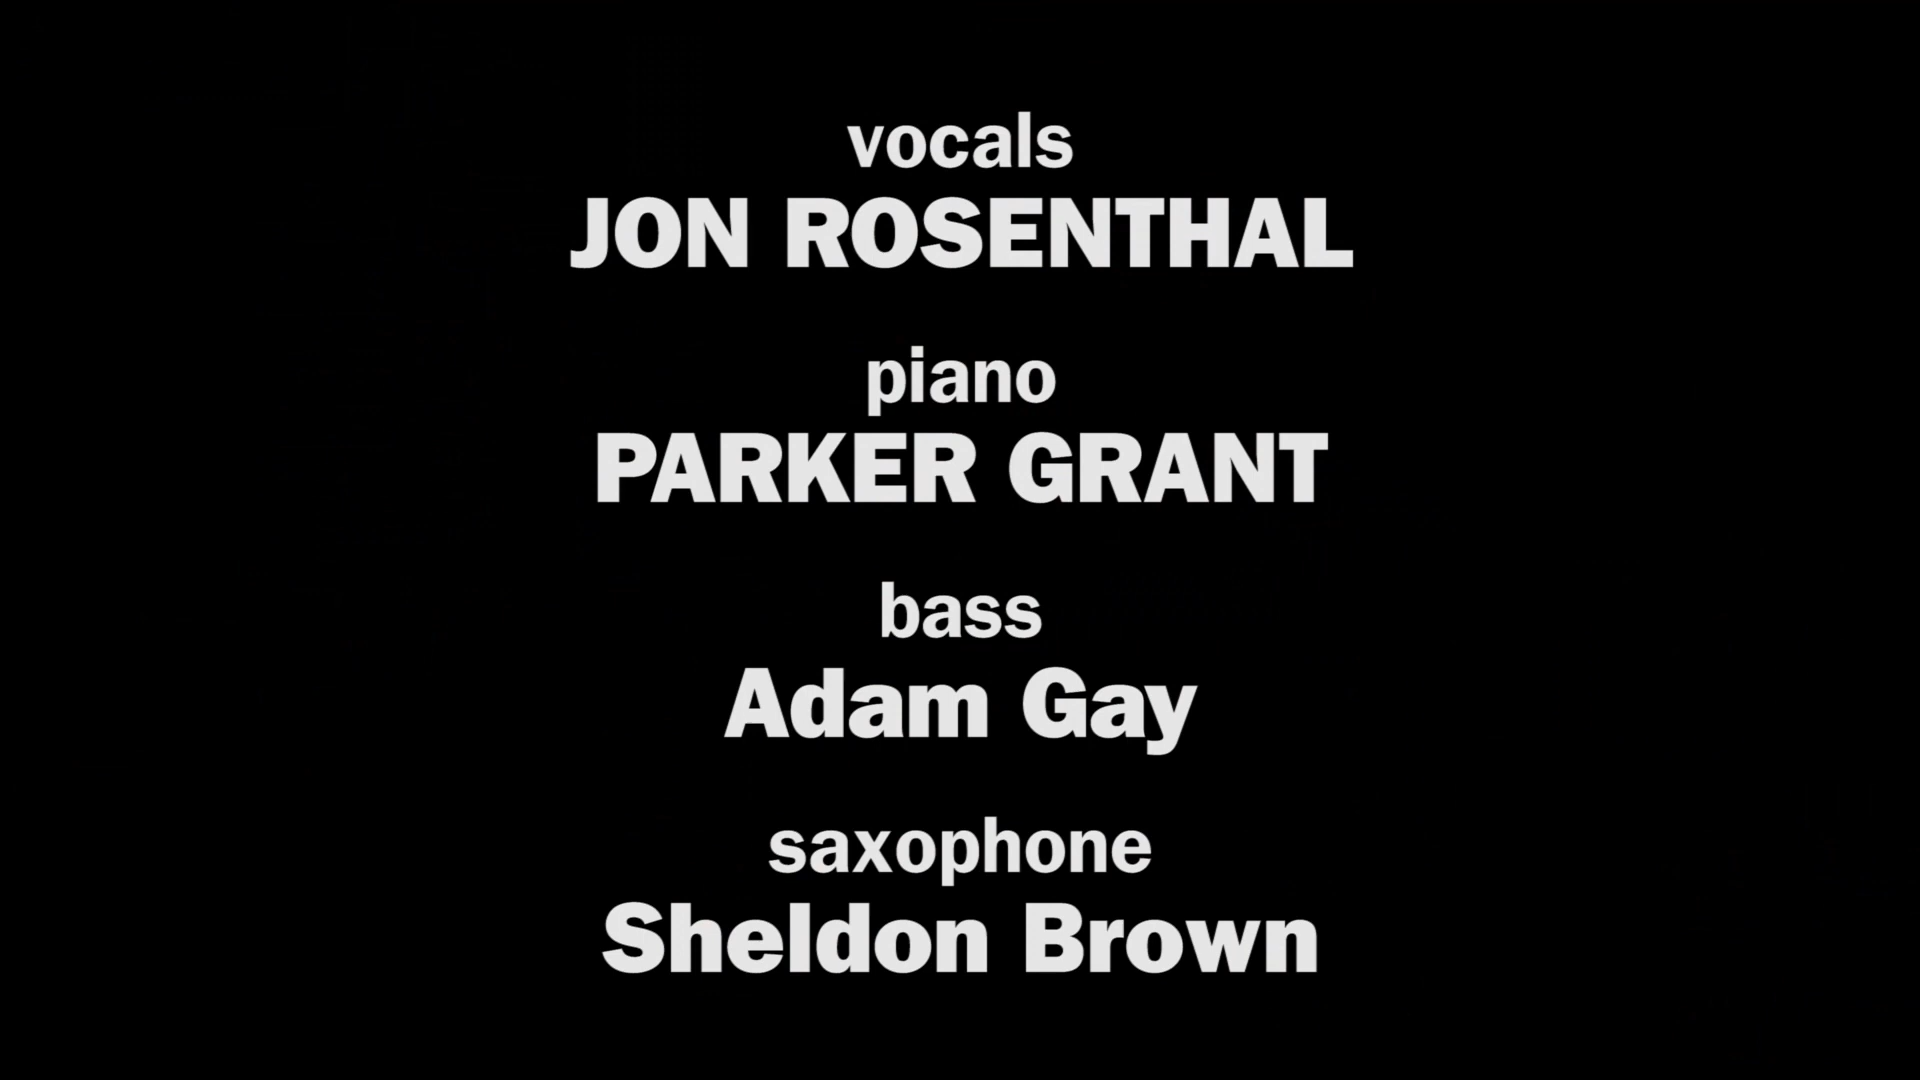 vocals
JON ROSENTHAL
piano
PARKER GRANT
bass
Adam Gay
saxophone
Sheldon Brown